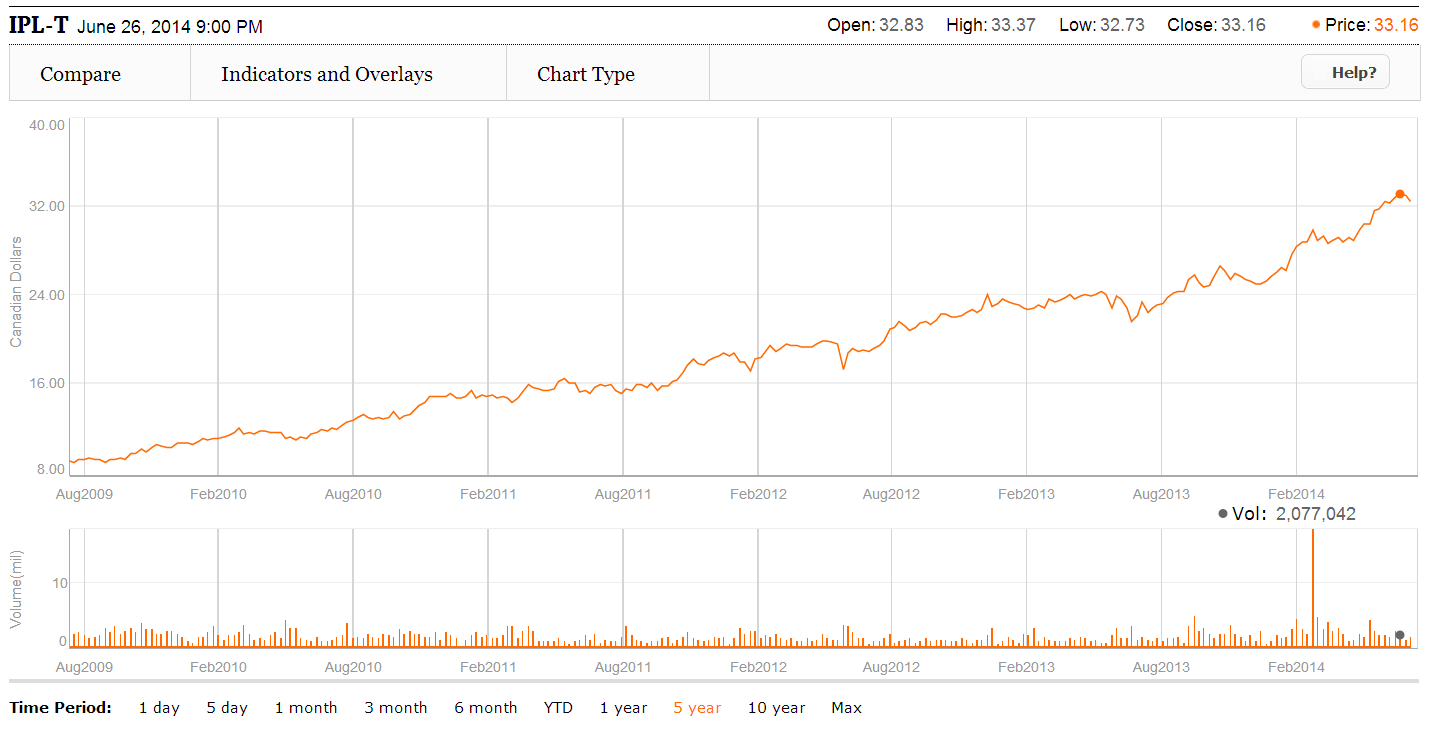 IPL-T June 26, 2014 9:00 PM Open: 32.83 High: 33.37 Low: 32.73 Close: 33.16 Price: 33.16
Compare Indicators and Overlays Chart Type Help?
40.00
32.00
24.00
16.00
8.00
Canadian Dollars
Aug2009 Feb2010 Aug2010 Feb2011 Aug2011 Feb2012 Aug2012 Feb2013 Aug2013 Feb2014
Vol: 2,077,042
10
0
Volume(mil)
Aug2009 Feb2010 Aug2010 Feb2011 Aug2011 Feb2012 Aug2012 Feb2013 Aug2013 Feb2014
Time Period: 1 day 5 day 1 month 3 month 6 month YTD 1 year 5 year 10 year Max